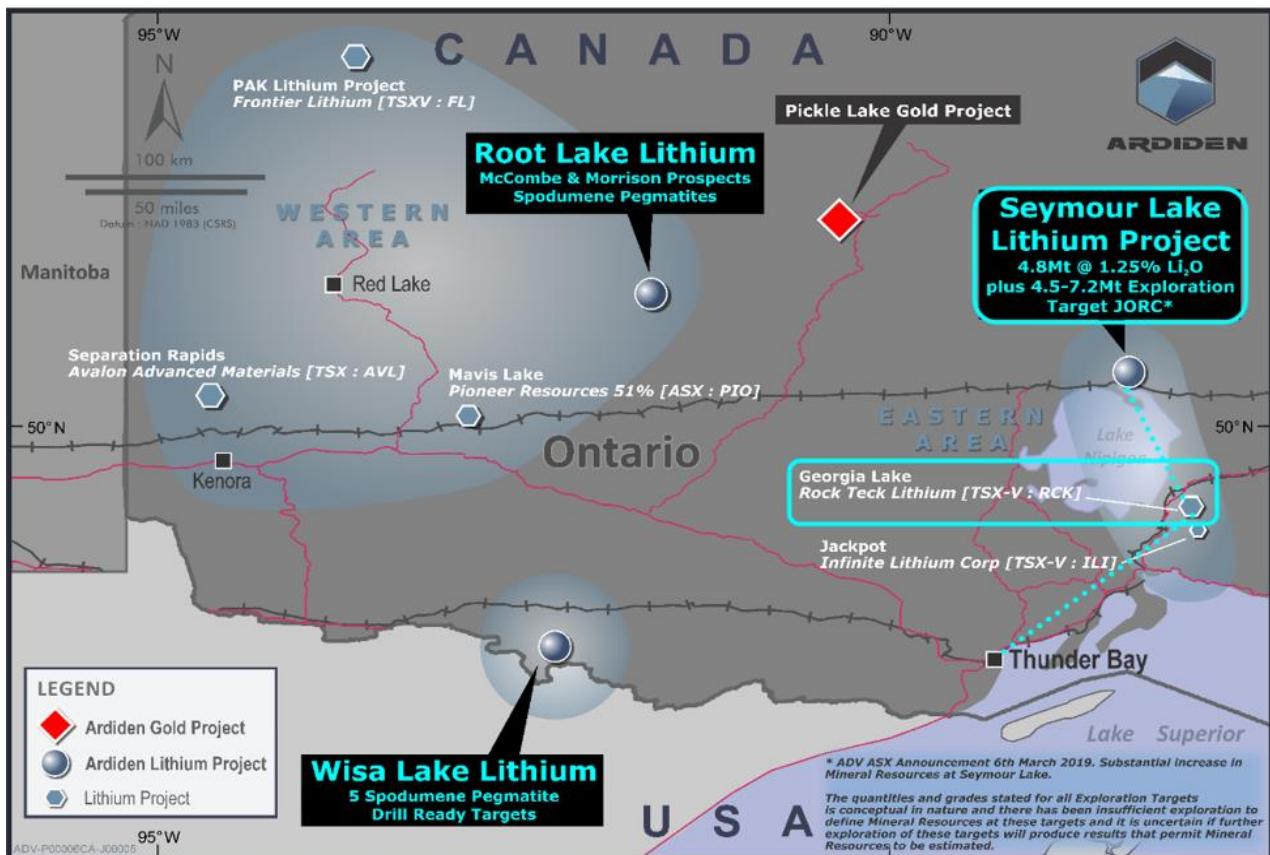 95°W
90°W
CANADA
N
PAK Lithium Project
Frontier Lithium [TSXV : FL]
100 km
50 miles
Datum : NAD 1983 (CSRS)
WESTERN
AREA
Root Lake Lithium
McCombe & Morrison Prospects
Spodumene Pegmatites
Pickle Lake Gold Project
ARDIDEN
Seymour Lake
Lithium Project
4.8Mt @ 1.25% Li₂O
plus 4.5-7.2Mt Exploration
Target JORC*
Manitoba
Red Lake
Separation Rapids
Avalon Advanced Materials [TSX : AVL]
Mavis Lake
Pioneer Resources 51% [ASX : PIO]
50°N
Kenora
Ontario
EASTERN
AREA
Lake
Nipigon
50°N
Georgia Lake
Rock Teck Lithium [TSX-V : RCK]
Jackpot
Infinite Lithium Corp [TSX-V : ILI]
Thunder Bay
Lake Superior
LEGEND
Ardiden Gold Project
Ardiden Lithium Project
Lithium Project
Wisa Lake Lithium
5 Spodumene Pegmatite
Drill Ready Targets
USA
* ADV ASX Announcement 6th March 2019. Substantial increase in
Mineral Resources at Seymour Lake.
The quantities and grades stated for all Exploration Targets
is conceptual in nature and there has been insufficient exploration to
define Mineral Resources at these targets and it is uncertain if further
exploration of these targets will produce results that permit Mineral
Resources to be estimated.
95°W
90°W